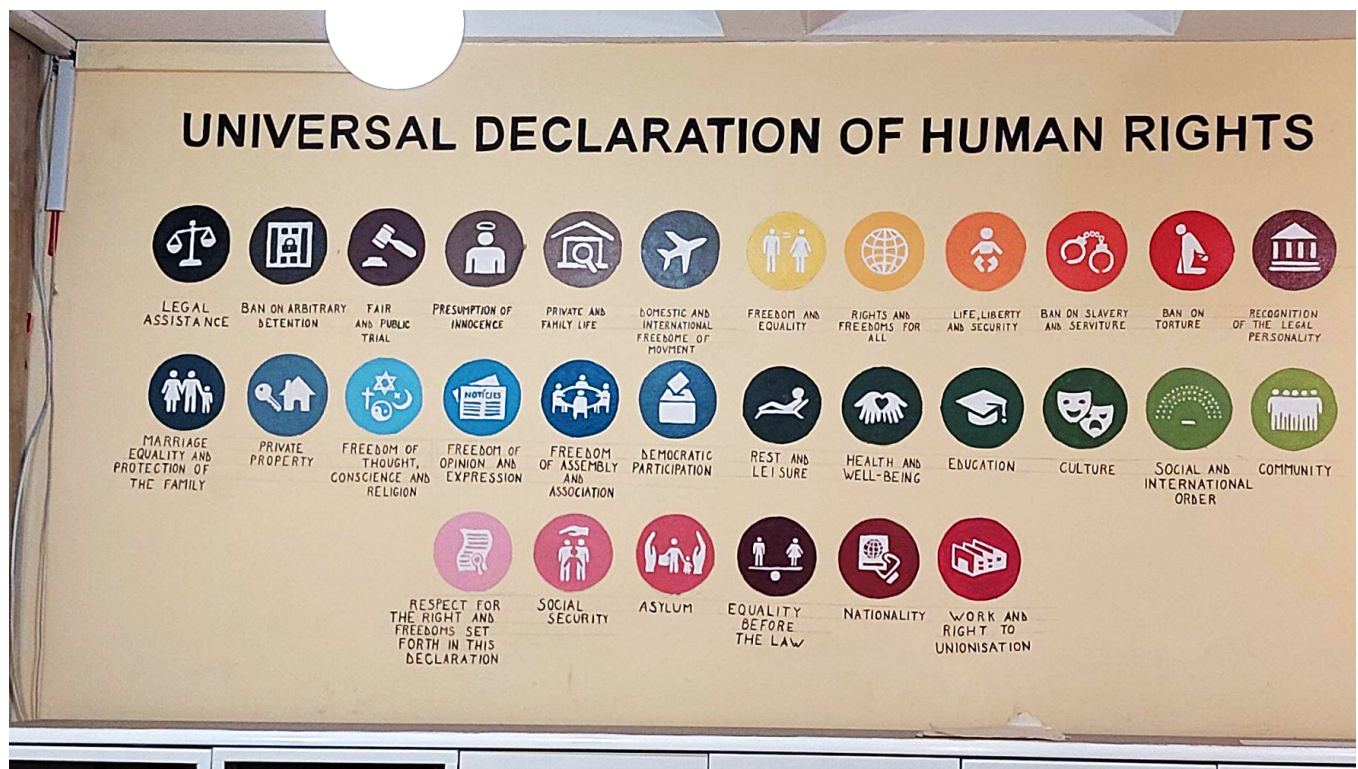 UNIVERSAL DECLARATION OF HUMAN RIGHTS
LEGAL
ASSISTANCE
BAN ON ARBITRARY
DETENTION
FAIR
AND PUBLIC
TRIAL
PRESUMPTION OF
INNOCENCE
PRIVATE AND
FAMILY LIFE
DOMESTIC AND
INTERNATIONAL
FREEDOME OF
MOVMENT
FREEDOM AND
EQUALITY
RIGHTS AND
FREEDOMS FOR
ALL
LIFE, LIBERTY
AND SECURITY
BAN ON SLAVERY
AND SERVITURE
BAN ON
TORTURE
RECOGNITION
OF THE LEGAL
PERSONALITY
MARRIAGE
EQUALITY AND
PROTECTION OF
THE FAMILY
PRIVATE
PROPERTY
FREEDOM OF
THOUGHT,
CONSCIENCE AND
RELIGION
NOTÍCIES
FREEDOM OF
OPINION AND
EXPRESSION
FREEDOM
OF ASSEMBLY
AND
ASSOCIATION
DEMOCRATIC
PARTICIPATION
REST AND
LEISURE
HEALTH AND
WELL-BEING
EDUCATION
CULTURE
SOCIAL AND
INTERNATIONAL
ORDER
COMMUNITY
RESPECT FOR
THE RIGHT AND
FREEDOMS SET
FORTH IN THIS
DECLARATION
SOCIAL
SECURITY
ASYLUM
EQUALITY
BEFORE
THE LAW
NATIONALITY
WORK AND
RIGHT TO
UNIONISATION